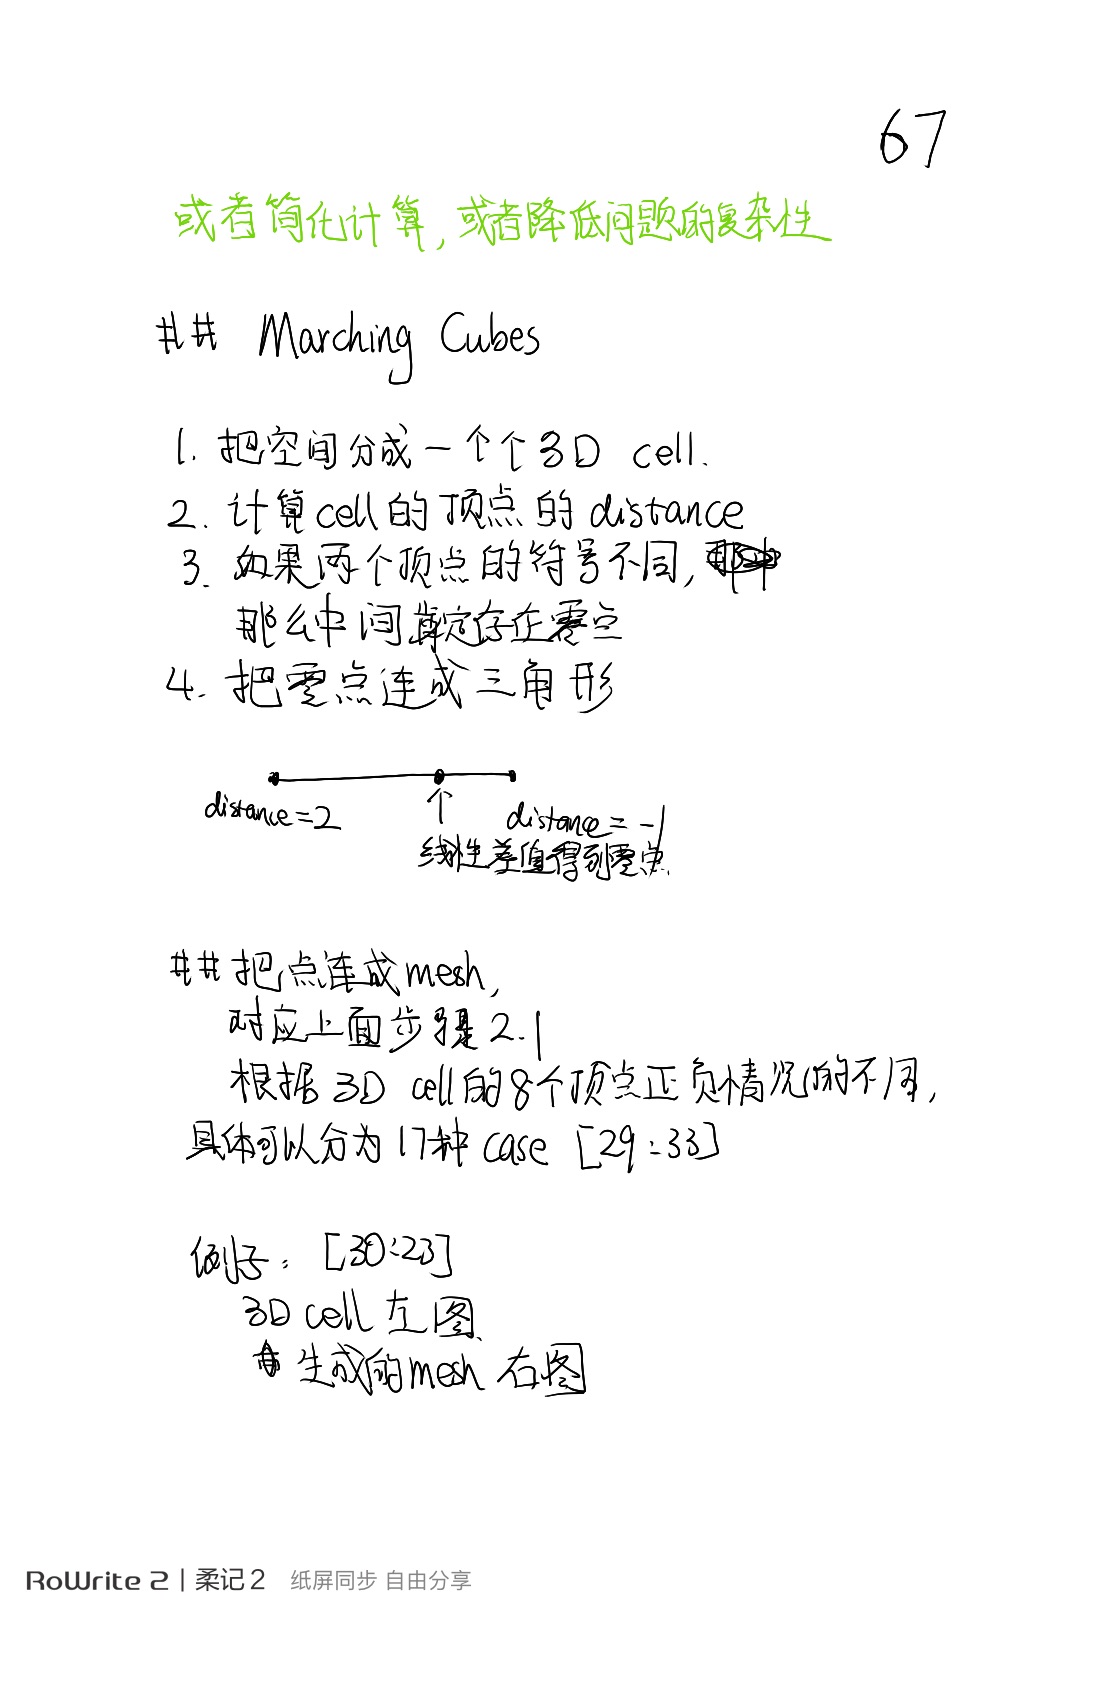 67
或者简化计算,或者降低问题的复杂性
## Marching Cubes
1. 把空间分成一个个3D cell.
2. 计算cell的顶点的distance
3. 如果两个顶点的符号不同,
那么中间肯定存在零点
4. 把零点连成三角形
distance=2
↑
distance=-1
线性差值得到零点.
## 把点连成mesh,
对应上面步骤2.1
根据3D cell的8个顶点正负情况的不同,
具体可以分为17种case [29:33]
例子: [30:23]
3D cell 左图
生成的mesh 右图
RoWrite 2 | 柔记2 纸屏同步 自由分享